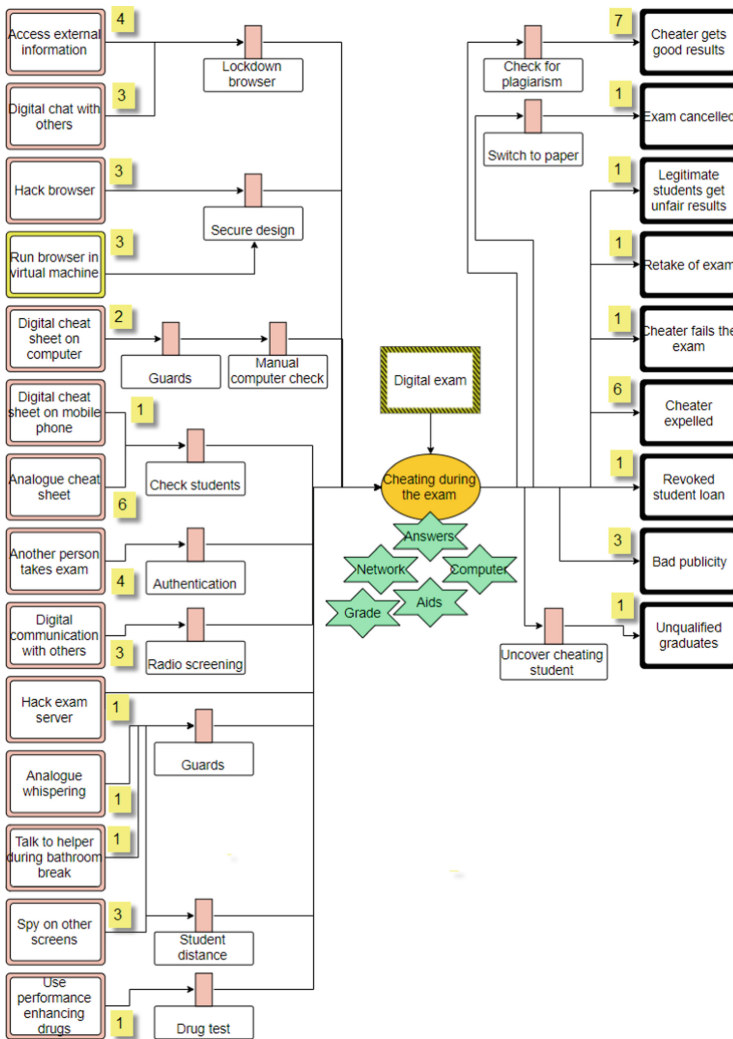 4
Access external
information
Lockdown
browser
3
Digital chat with
others
3
Hack browser
Secure design
3
Run browser in
virtual machine
2
Digital cheat
sheet on
computer
Guards
Manual
computer check
Digital cheat
sheet on mobile
phone
1
Check students
Analogue cheat
sheet
6
Another person
takes exam
4
Authentication
Digital
communication
with others
3
Radio screening
Hack exam
server
1
Guards
Analogue
whispering
1
Talk to helper
during bathroom
break
1
Spy on other
screens
3
Student
distance
Use
performance
enhancing
drugs
1
Drug test
Digital exam
Cheating during
the exam
Answers
Network
Computer
Grade
Aids
Check for
plagiarism
7
Cheater gets
good results
Switch to paper
1
Exam cancelled
1
Legitimate
students get
unfair results
1
Retake of exam
1
Cheater fails the
exam
6
Cheater
expelled
1
Revoked
student loan
3
Bad publicity
Uncover cheating
student
1
Unqualified
graduates